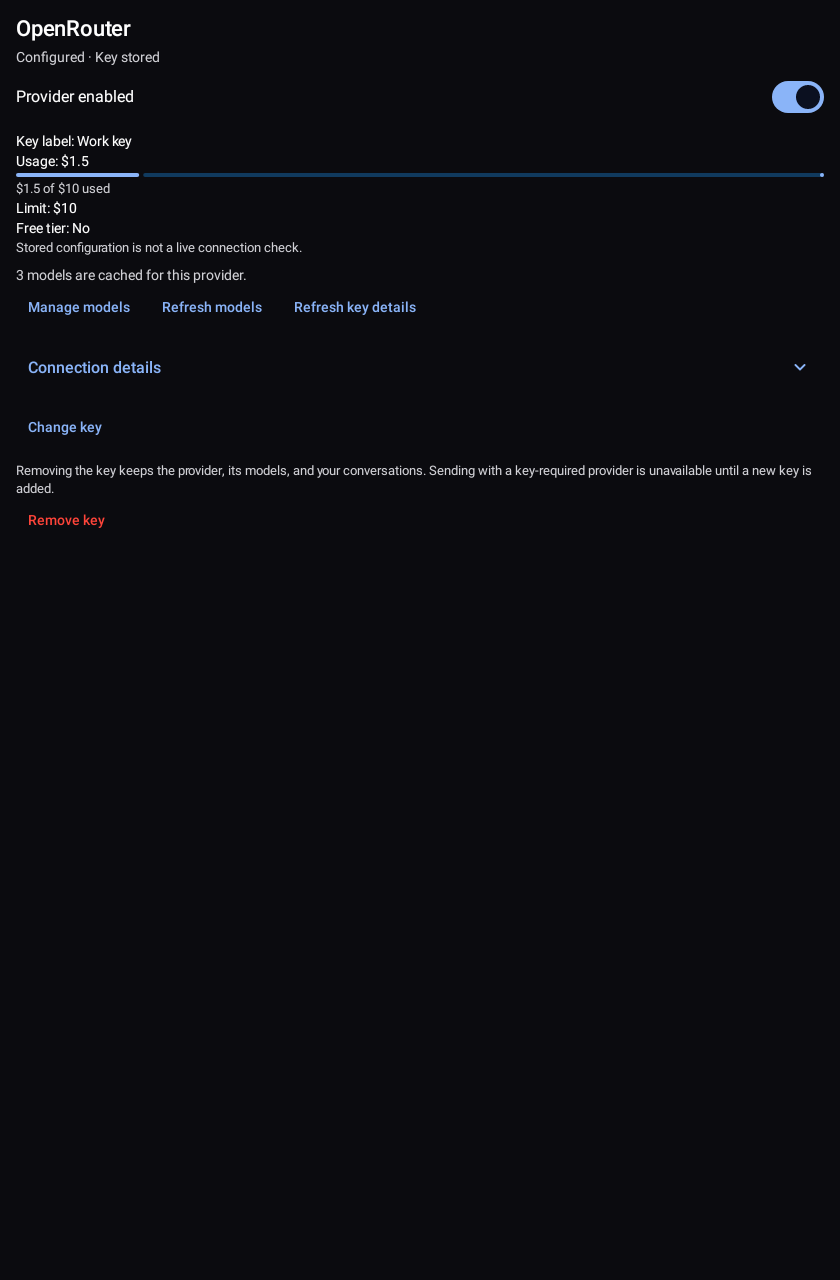 OpenRouter
Configured · Key stored
Provider enabled
Key label: Work key
Usage: $1.5
$1.5 of $10 used
Limit: $10
Free tier: No
Stored configuration is not a live connection check.
3 models are cached for this provider.
Manage models Refresh models Refresh key details
Connection details
Change key
Removing the key keeps the provider, its models, and your conversations. Sending with a key-required provider is unavailable until a new key is
added.
Remove key